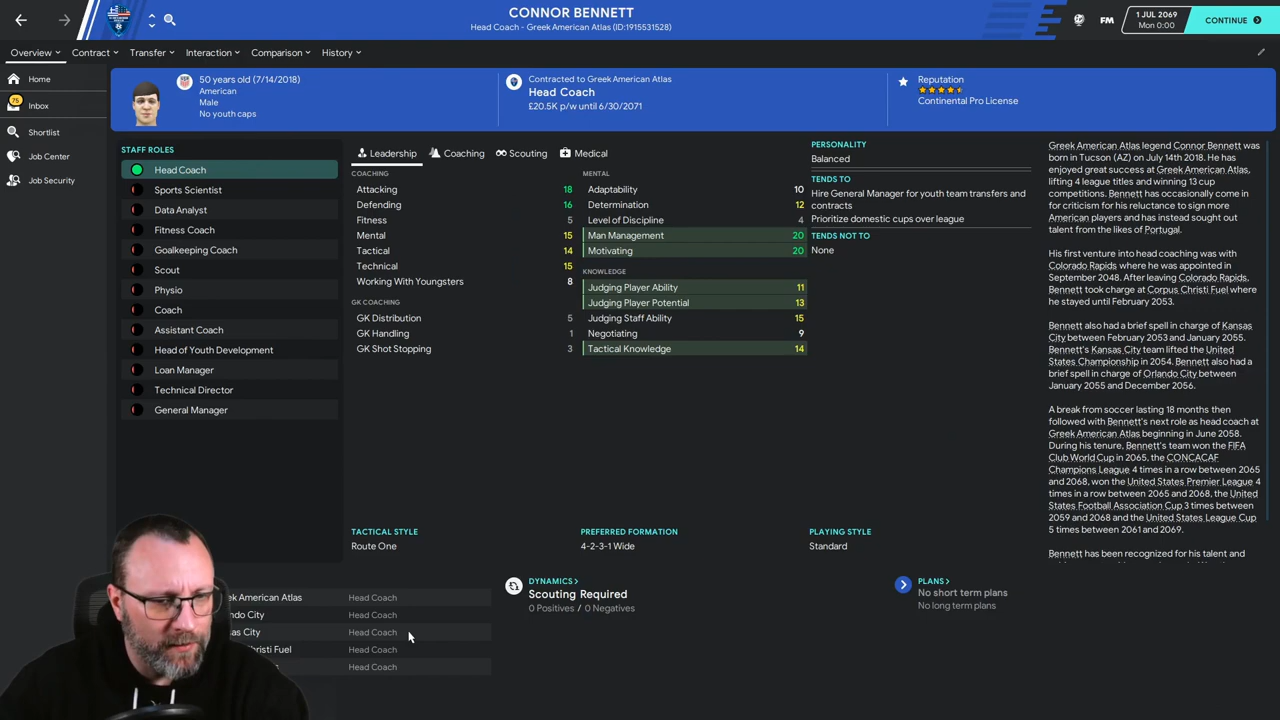 CONNOR BENNETT
Head Coach - Greek American Atlas (ID:1915531528)
FM
1 JUL 2069
Mon 0:00
CONTINUE
Overview
Contract
Transfer
Interaction
Comparison
History
Home
75
Inbox
Shortlist
Job Center
Job Security
50 years old (7/14/2018)
American
Male
No youth caps
Contracted to Greek American Atlas
Head Coach
£20.5K p/w until 6/30/2071
Reputation
Continental Pro License
STAFF ROLES
Head Coach
Sports Scientist
Data Analyst
Fitness Coach
Goalkeeping Coach
Scout
Physio
Coach
Assistant Coach
Head of Youth Development
Loan Manager
Technical Director
General Manager
Leadership
Coaching
Scouting
Medical
COACHING
Attacking 18
Defending 16
Fitness 5
Mental 15
Tactical 14
Technical 15
Working With Youngsters 8
GK COACHING
GK Distribution 5
GK Handling 1
GK Shot Stopping 3
MENTAL
Adaptability 10
Determination 12
Level of Discipline 4
Man Management 20
Motivating 20
KNOWLEDGE
Judging Player Ability 11
Judging Player Potential 13
Judging Staff Ability 15
Negotiating 9
Tactical Knowledge 14
PERSONALITY
Balanced
TENDS TO
Hire General Manager for youth team transfers and
contracts
Prioritize domestic cups over league
TENDS NOT TO
None
Greek American Atlas
legend Connor Bennett was
born in Tucson (AZ) on July 14th 2018. He has
enjoyed great success at Greek American Atlas,
lifting 4 league titles and winning 13 cup
competitions. Bennett has occasionally come in
for criticism for his reluctance to sign more
American players and has instead sought out
talent from the likes of Portugal.
His first venture into head coaching was with
Colorado Rapids where he was appointed in
September 2048. After leaving Colorado Rapids,
Bennett took charge at Corpus Christi Fuel where
he stayed until February 2053.
Bennett also had a brief spell in charge of Kansas
City between February 2053 and January 2055.
Bennett's Kansas City team lifted the United
States Championship in 2054. Bennett also had a
brief spell in charge of Orlando City between
January 2055 and December 2056.
A break from soccer lasting 18 months then
followed with Bennett's next role as head coach at
Greek American Atlas beginning in June 2058.
During his tenure, Bennett's team won the FIFA
Club World Cup in 2065, the CONCACAF
Champions League 4 times in a row between 2065
and 2068, won the United States Premier League 4
times in a row between 2065 and 2068, the United
States Football Association Cup 3 times between
2059 and 2068 and the United States League Cup
5 times between 2061 and 2069.
Bennett has been recognized for his talent and
TACTICAL STYLE
Route One
PREFERRED FORMATION
4-2-3-1 Wide
PLAYING STYLE
Standard
ek American Atlas Head Coach
ndo City Head Coach
as City Head Coach
Christi Fuel Head Coach
Head Coach
DYNAMICS >
Scouting Required
0 Positives / 0 Negatives
PLANS >
No short term plans
No long term plans